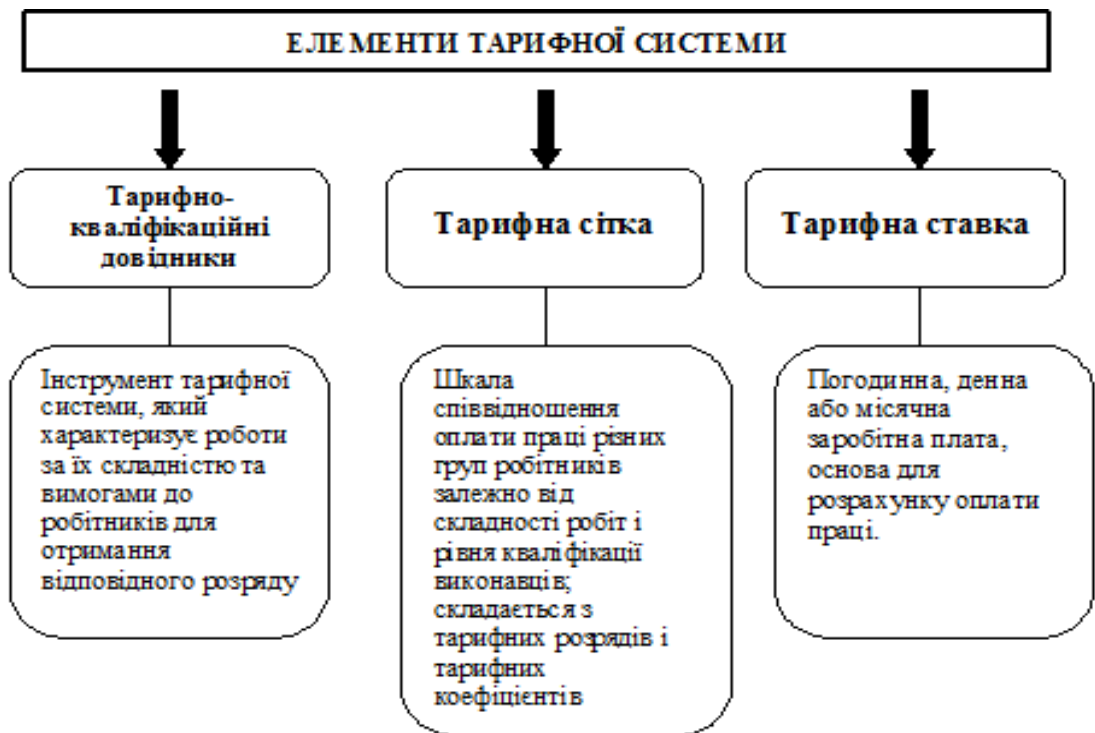 ЕЛЕМЕНТИ ТАРИФНОЇ СИСТЕМИ
Тарифно-
кваліфікаційні
довідники
Тарифна сітка
Тарифна ставка
Інструмент тарифної
системи, який
характеризує роботи
за їх складністю та
вимогами до
робітників для
отримання
відповідного розряду
Шкала
співвідношення
оплати праці різних
груп робітників
залежно від
складності робіт і
рівня кваліфікації
виконавців;
складається з
тарифних розрядів і
тарифних
коефіцієнтів
Погодинна, денна
або місячна
заробітна плата,
основа для
розрахунку оплати
праці.